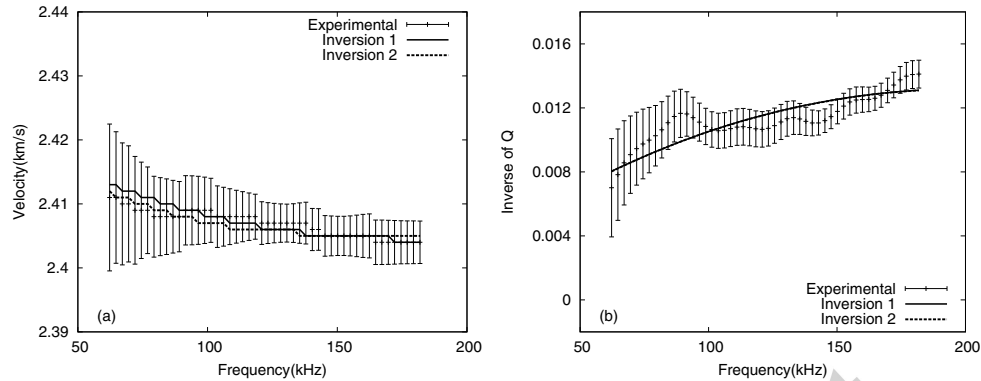 2.44
2.43
2.42
2.41
2.4
2.39
Velocity(km/s)
Experimental
Inversion 1
Inversion 2
(a)
50
100
150
200
Frequency(kHz)
0.016
0.012
0.008
0.004
0
Inverse of Q
Experimental
Inversion 1
Inversion 2
(b)
50
100
150
200
Frequency(kHz)